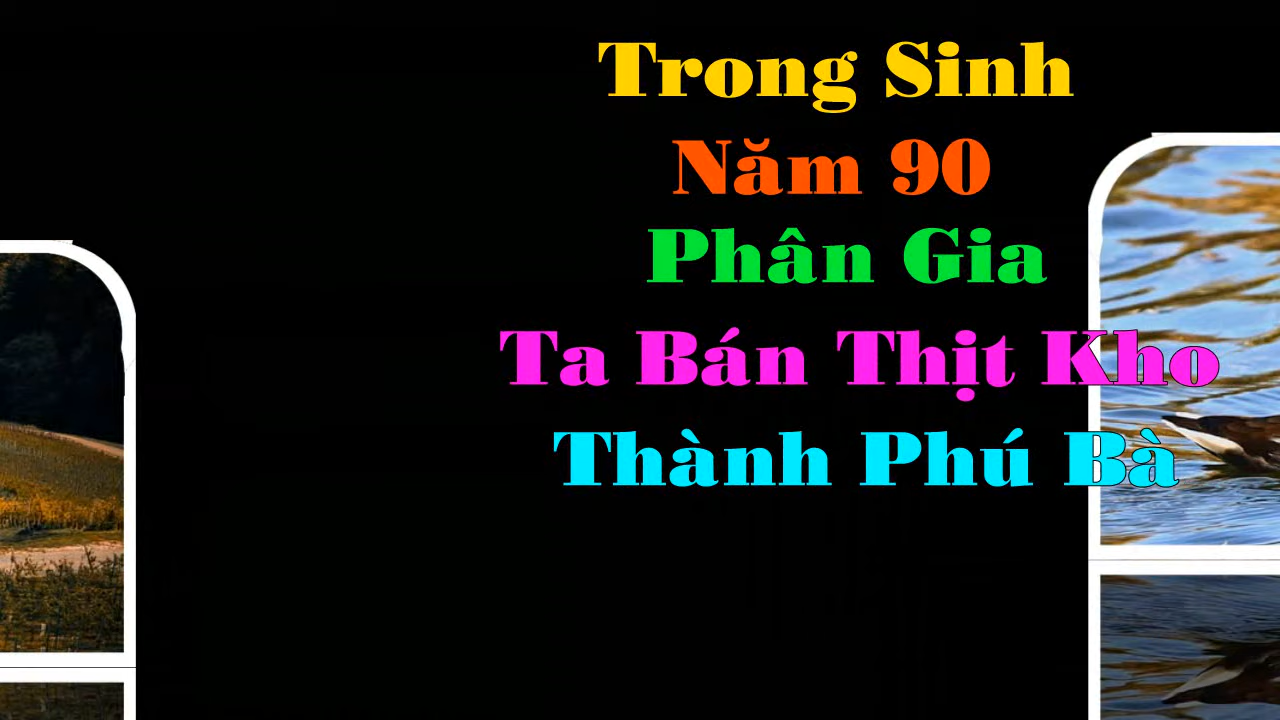 Trong Sinh
Năm 90
Phân Gia
Ta Bán Thịt Kho
Thành Phú Bà